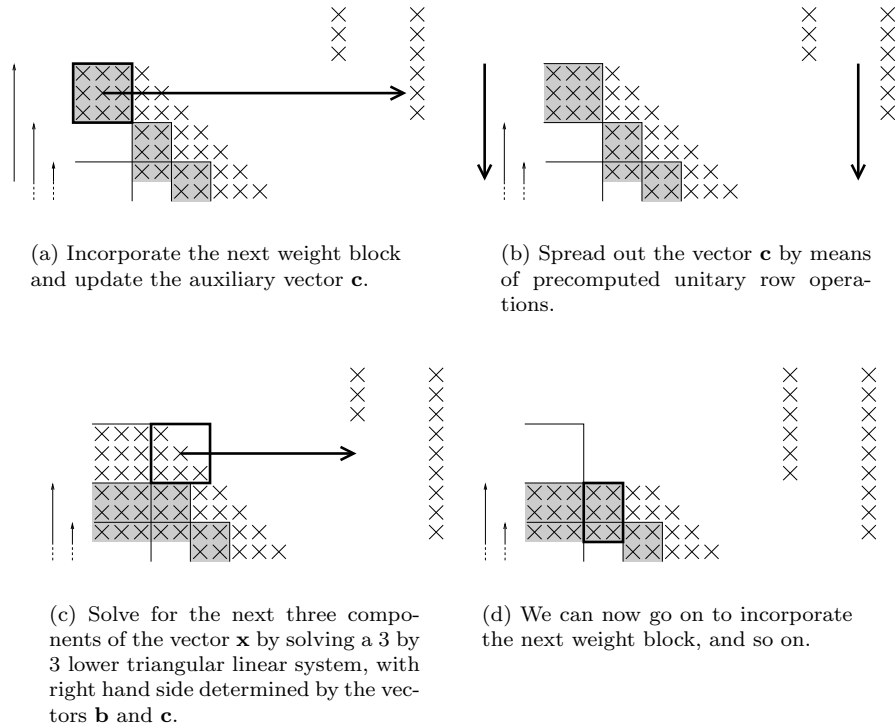 (a) Incorporate the next weight block
and update the auxiliary vector c.
(b) Spread out the vector c by means
of precomputed unitary row opera-
tions.
(c) Solve for the next three compo-
nents of the vector x by solving a 3 by
3 lower triangular linear system, with
right hand side determined by the vec-
tors b and c.
(d) We can now go on to incorporate
the next weight block, and so on.